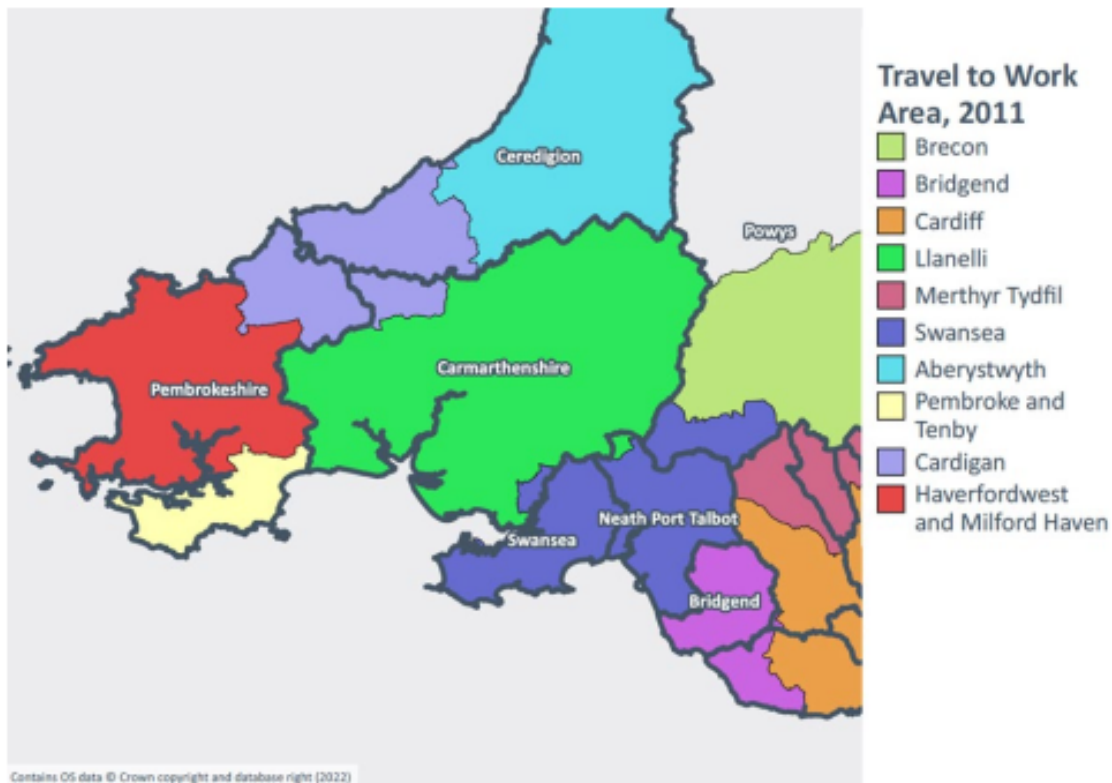 Travel to Work
Area, 2011
Brecon
Bridgend
Cardiff
Llanelli
Merthyr Tydfil
Swansea
Aberystwyth
Pembroke and
Tenby
Cardigan
Haverfordwest
and Milford Haven
Ceredigion
Powys
Carmarthenshire
Pembrokeshire
Neath Port Talbot
Swansea
Bridgend
Contains OS data © Crown copyright and database right (2022)